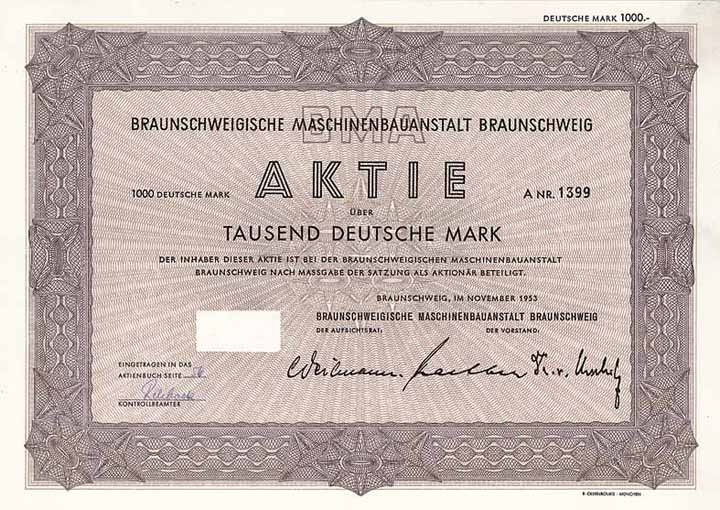 DEUTSCHE MARK 1000.-
BMA
BRAUNSCHWEIGISCHE MASCHINENBAUANSTALT BRAUNSCHWEIG
AKTIE
1000 DEUTSCHE MARK
A NR. 1399
ÜBER
TAUSEND DEUTSCHE MARK
DER INHABER DIESER AKTIE IST BEI DER BRAUNSCHWEIGISCHEN MASCHINENBAUANSTALT
BRAUNSCHWEIG NACH MASSGABE DER SATZUNG ALS AKTIONÄR BETEILIGT.
BRAUNSCHWEIG, IM NOVEMBER 1953
BRAUNSCHWEIGISCHE MASCHINENBAUANSTALT BRAUNSCHWEIG
DER AUFSICHTSRAT:
DER VORSTAND:
EINGETRAGEN IN DAS
AKTIENBUCH SEITE
KONTROLLBEAMTER
R. OLDENBOURG · MÜNCHEN